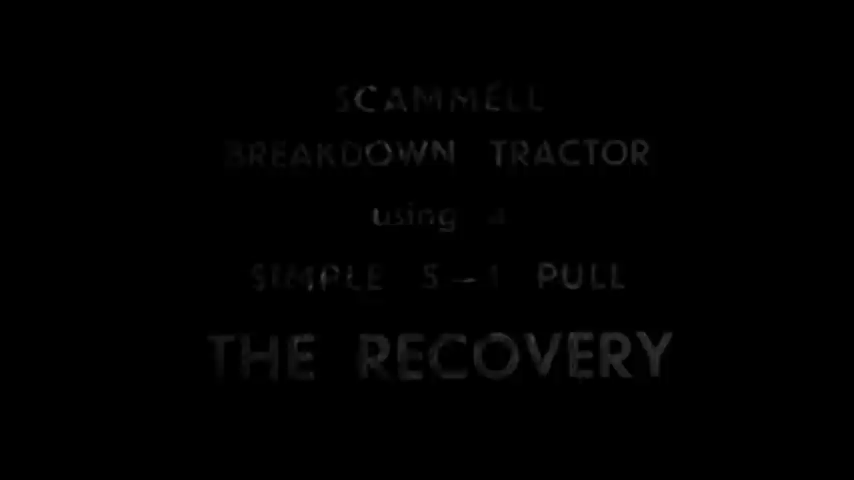 SCAMMELL
BREAKDOWN TRACTOR
using a
SIMPLE 5–1 PULL
THE RECOVERY